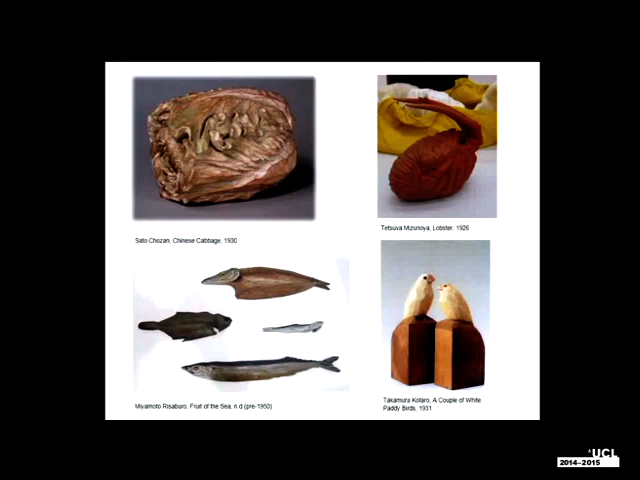 Tetsuya Mizunoya, Lobster, 1926
Sato Chozan, Chinese Cabbage, 1930
Takamura Kotaro, A Couple of White
Paddy Birds, 1931
Miyamoto Risaburo, Fruit of the Sea, n.d (pre-1950)
UCL
2014–2015